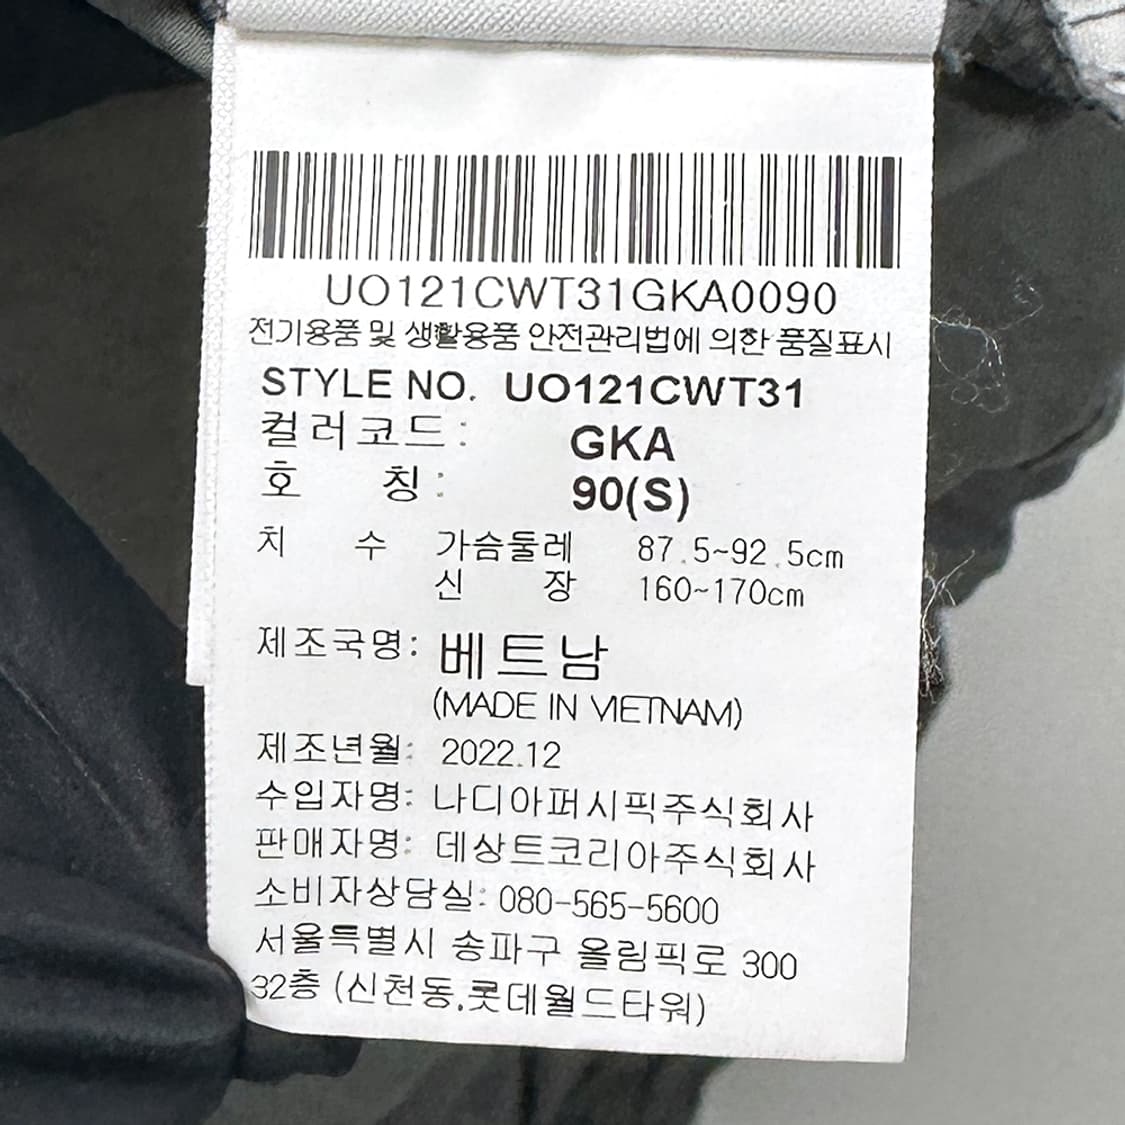 UO121CWT31GKA0090
전기용품 및 생활용품 안전관리법에 의한 품질표시
STYLE NO. UO121CWT31
컬러코드: GKA
호 칭: 90(S)
치 수 가슴둘레 87.5~92.5cm
신 장 160~170cm
제조국명: 베트남
(MADE IN VIETNAM)
제조년월: 2022.12
수입자명: 나디아퍼시픽주식회사
판매자명: 데상트코리아주식회사
소비자상담실: 080-565-5600
서울특별시 송파구 올림픽로 300
32층 (신천동,롯데월드타워)